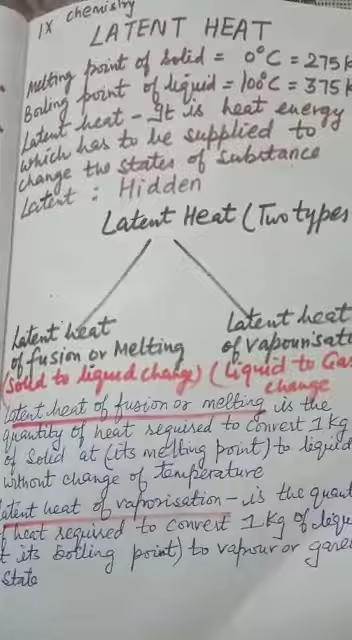 IX chemistry
LATENT HEAT
Melting point of Solid = 0°C = 275 K
Boiling point of liquid = 100°C = 375 K
Latent heat - It is heat energy
which has to be supplied to
change the states of substance
Latent : Hidden
Latent Heat (Two types
Latent heat
of fusion or Melting
(Solid to liquid change)
Latent heat
of vapourisati
(Liquid to Gas
change
Latent heat of fusion or melting is the
quantity of heat required to convert 1 kg
of solid at (its melting point) to liquid
without change of temperature
atent heat of vaporisation - is the quant
f heat required to convert 1 kg of liqu
t its boiling point) to vapour or
state